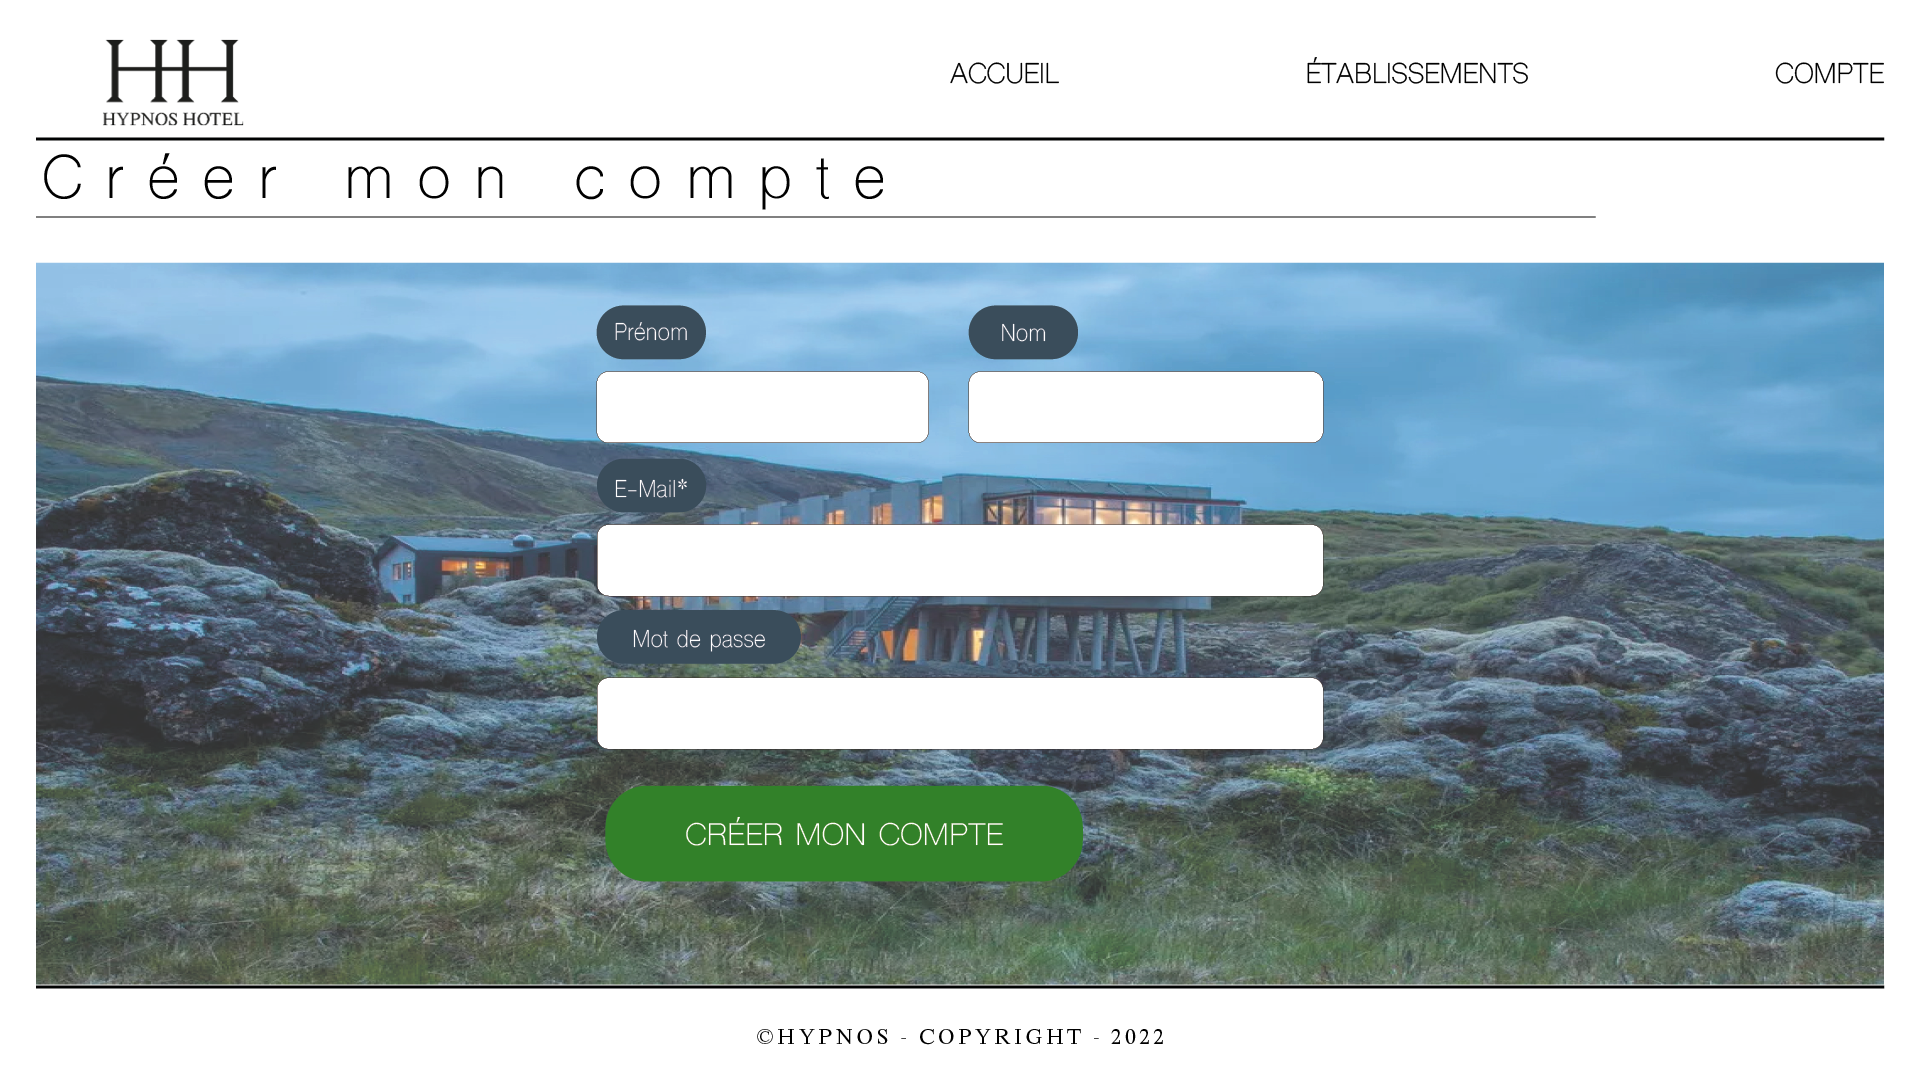 HH
HYPNOS HOTEL
ACCUEIL
ÉTABLISSEMENTS
COMPTE
Créer mon compte
Prénom
Nom
E-Mail*
Mot de passe
CRÉER MON COMPTE
©HYPNOS - COPYRIGHT - 2022